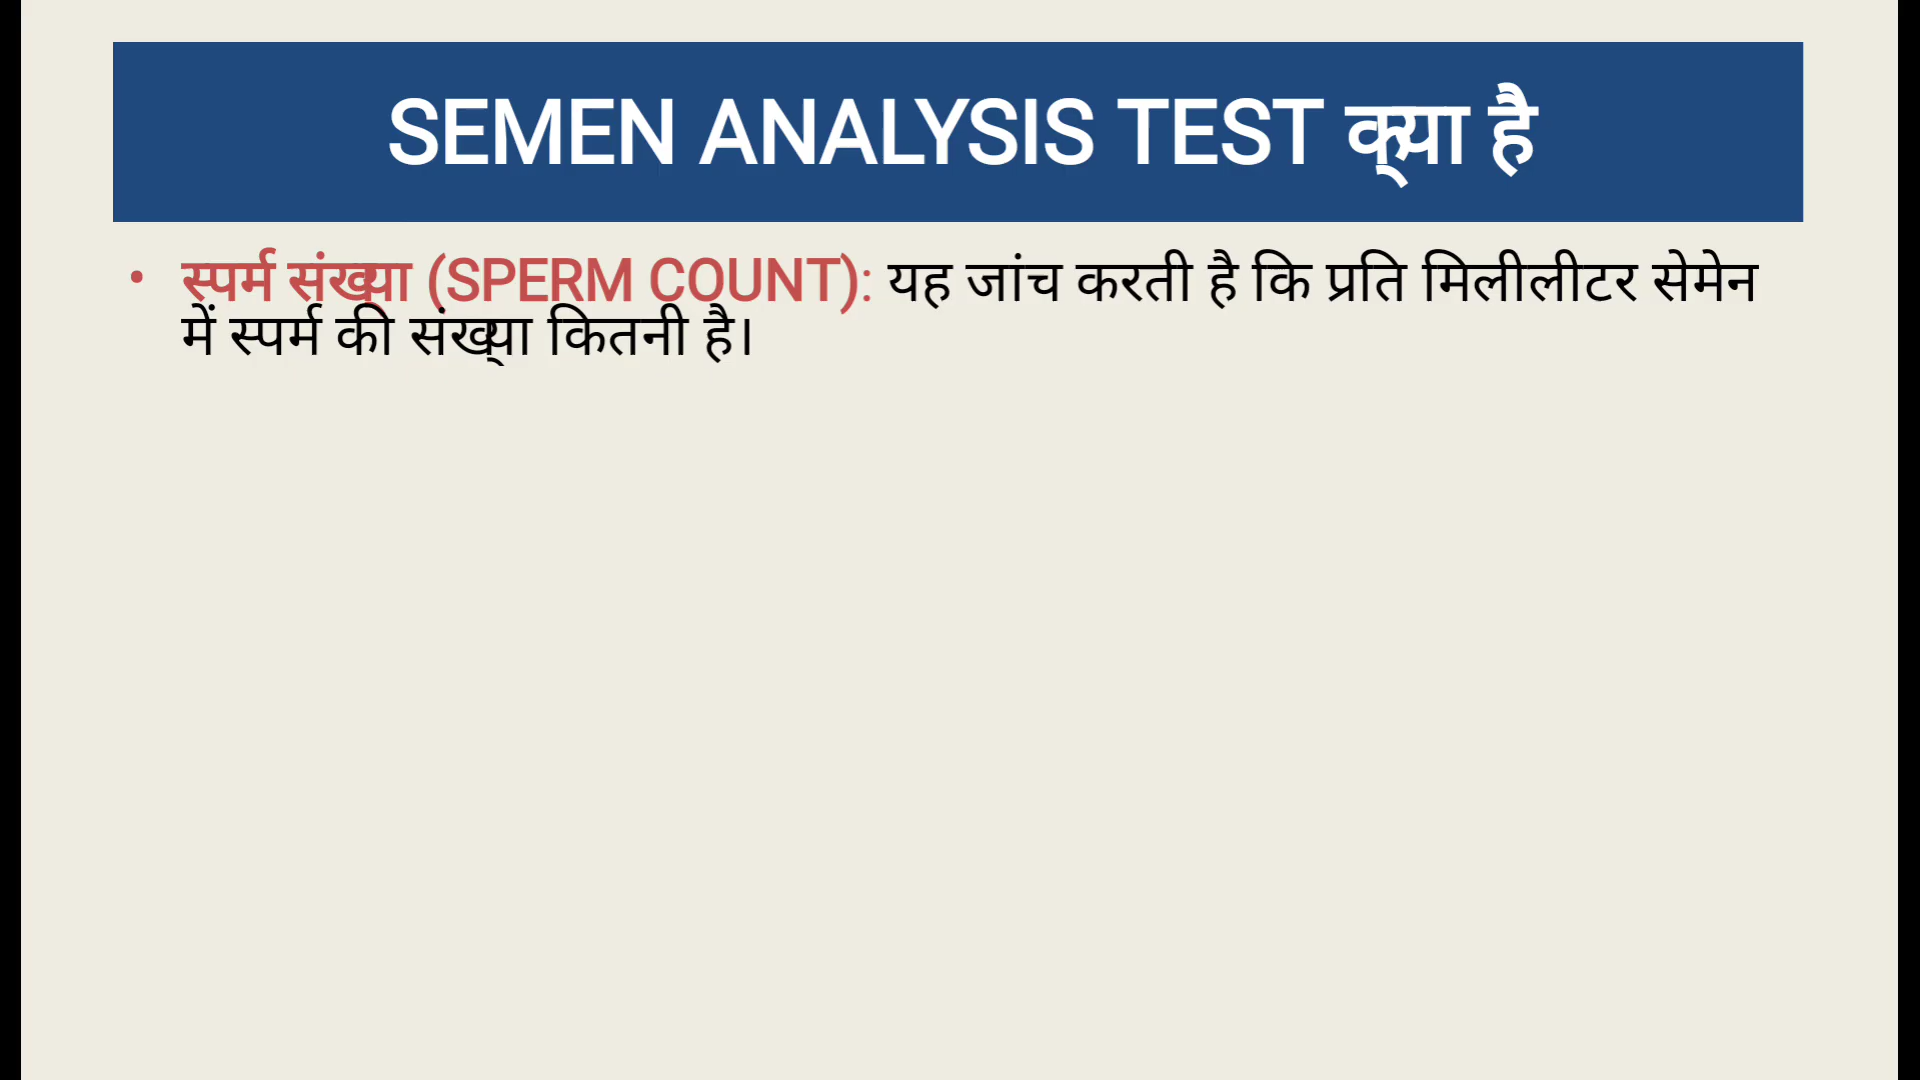 SEMEN ANALYSIS TEST क्या है
• स्पर्म संख्या (SPERM COUNT): यह जांच करती है कि प्रति मिलीलीटर सेमेन
में स्पर्म की संख्या कितनी है।